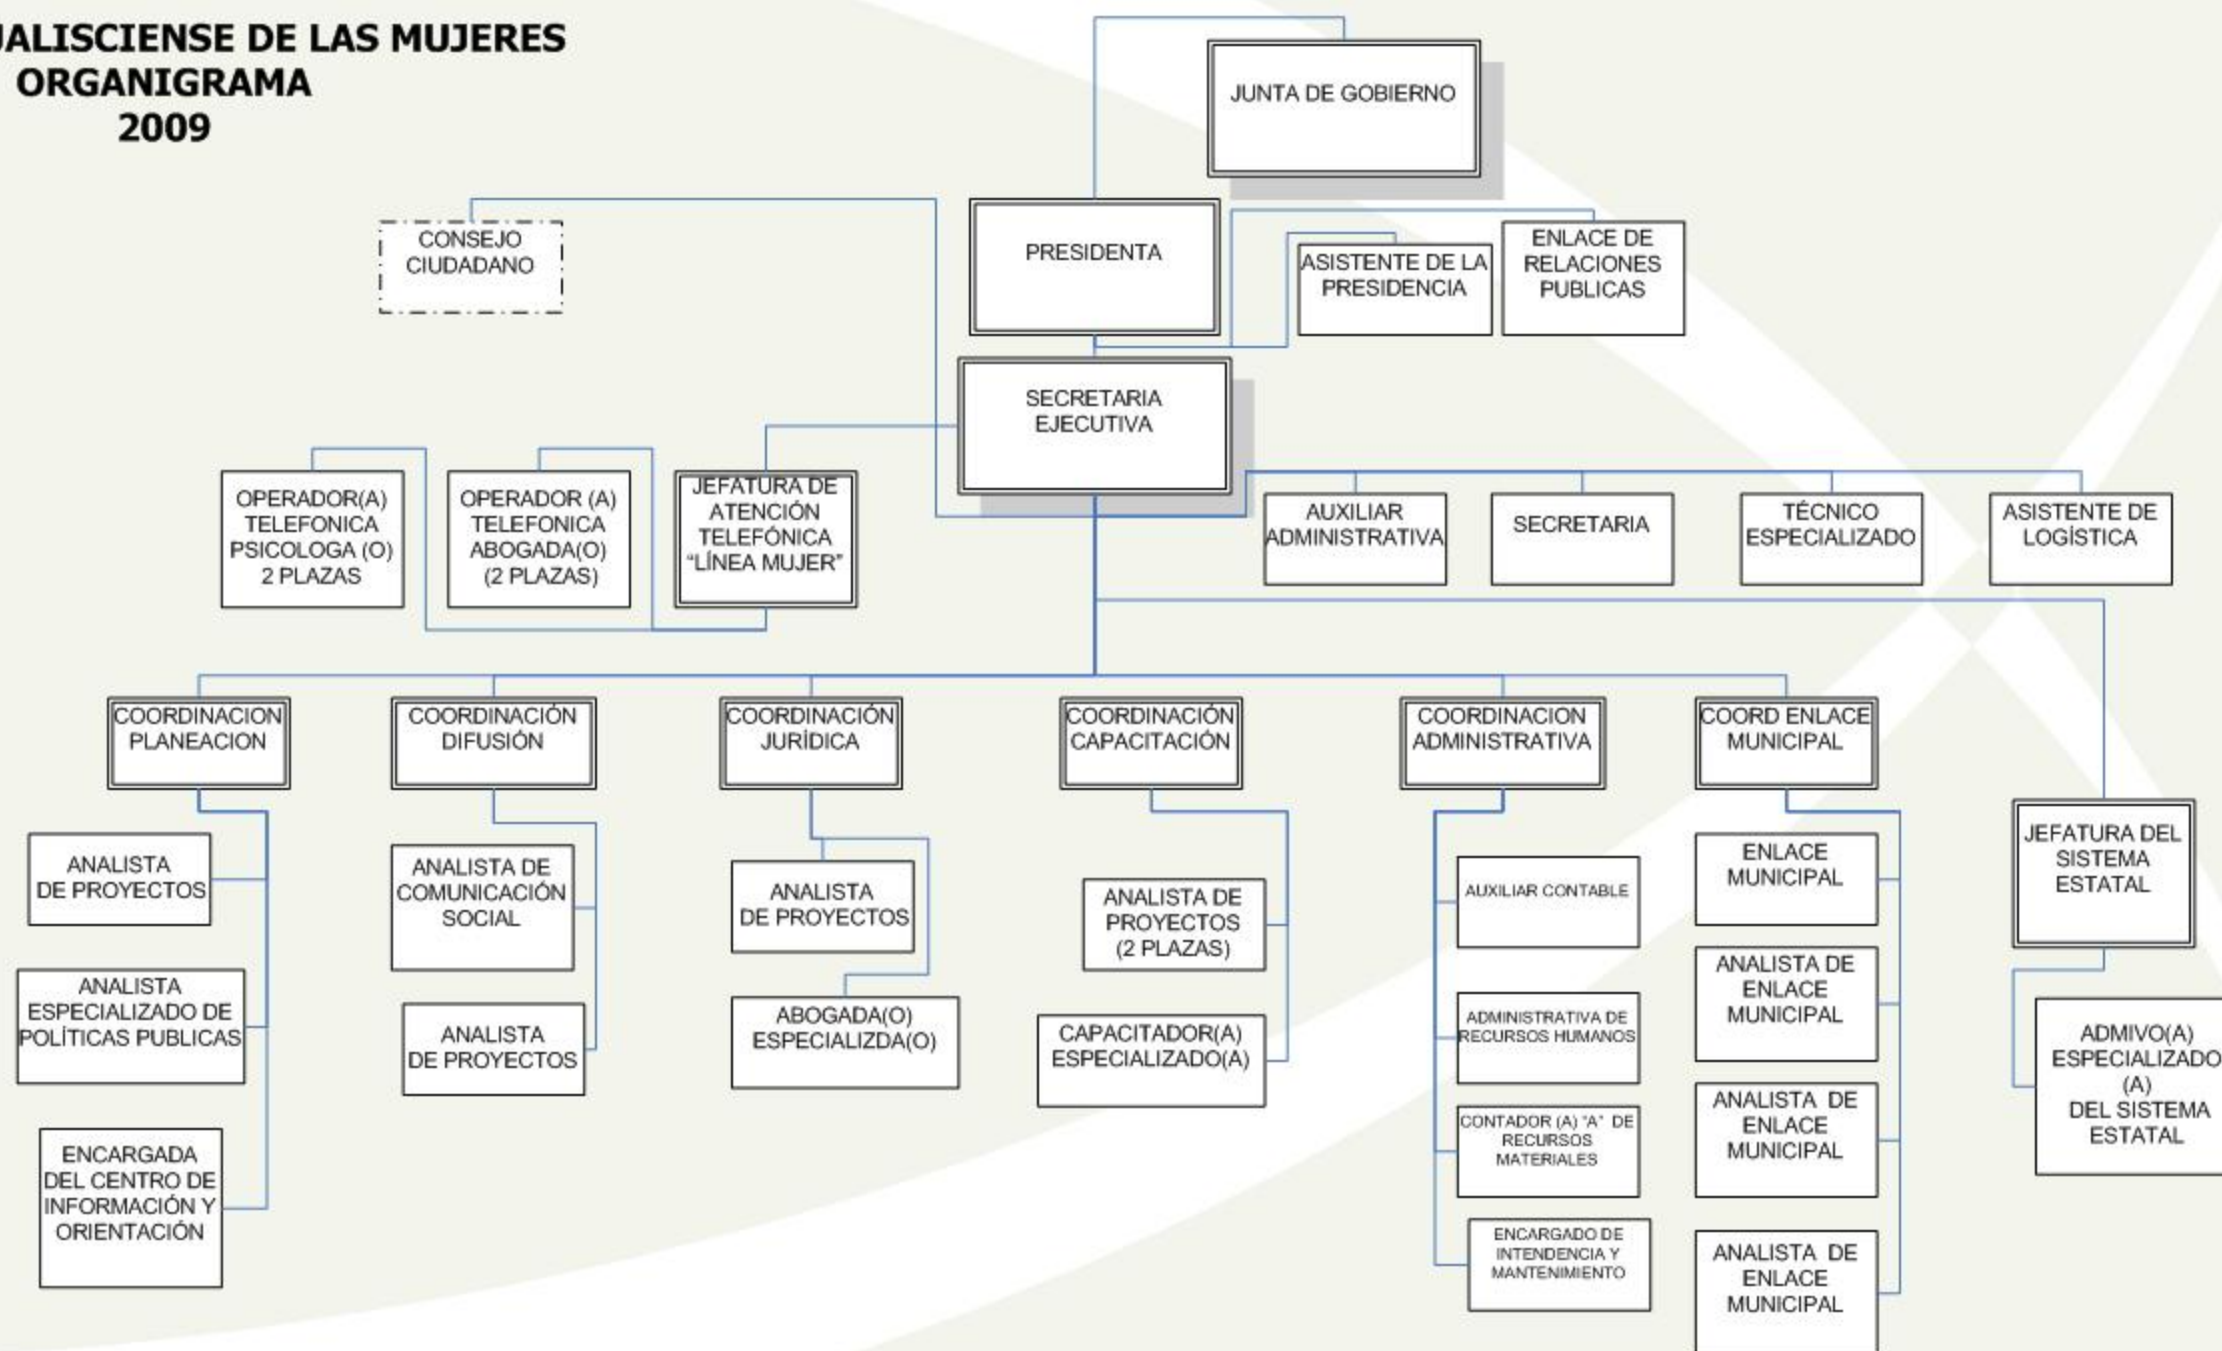 JALISCIENSE DE LAS MUJERES
ORGANIGRAMA
2009
JUNTA DE GOBIERNO
CONSEJO
CIUDADANO
PRESIDENTA
ASISTENTE DE LA
PRESIDENCIA
ENLACE DE
RELACIONES
PUBLICAS
SECRETARIA
EJECUTIVA
OPERADOR(A)
TELEFONICA
PSICOLOGA (O)
2 PLAZAS
OPERADOR (A)
TELEFONICA
ABOGADA(O)
(2 PLAZAS)
JEFATURA DE
ATENCIÓN
TELEFÓNICA
“LÍNEA MUJER”
AUXILIAR
ADMINISTRATIVA
SECRETARIA
TÉCNICO
ESPECIALIZADO
ASISTENTE DE
LOGÍSTICA
COORDINACION
PLANEACION
COORDINACIÓN
DIFUSIÓN
COORDINACIÓN
JURÍDICA
COORDINACIÓN
CAPACITACIÓN
COORDINACION
ADMINISTRATIVA
COORD ENLACE
MUNICIPAL
JEFATURA DEL
SISTEMA
ESTATAL
ANALISTA
DE PROYECTOS
ANALISTA
ESPECIALIZADO DE
POLÍTICAS PUBLICAS
ENCARGADA
DEL CENTRO DE
INFORMACIÓN Y
ORIENTACIÓN
ANALISTA DE
COMUNICACIÓN
SOCIAL
ANALISTA
DE PROYECTOS
ANALISTA
DE PROYECTOS
ABOGADA(O)
ESPECIALIZDA(O)
ANALISTA DE
PROYECTOS
(2 PLAZAS)
CAPACITADOR(A)
ESPECIALIZADO(A)
AUXILIAR CONTABLE
ADMINISTRATIVA DE
RECURSOS HUMANOS
CONTADOR (A) “A” DE
RECURSOS
MATERIALES
ENCARGADO DE
INTENDENCIA Y
MANTENIMIENTO
ENLACE
MUNICIPAL
ANALISTA DE
ENLACE
MUNICIPAL
ANALISTA DE
ENLACE
MUNICIPAL
ANALISTA DE
ENLACE
MUNICIPAL
ADMIVO(A)
ESPECIALIZADO
(A)
DEL SISTEMA
ESTATAL